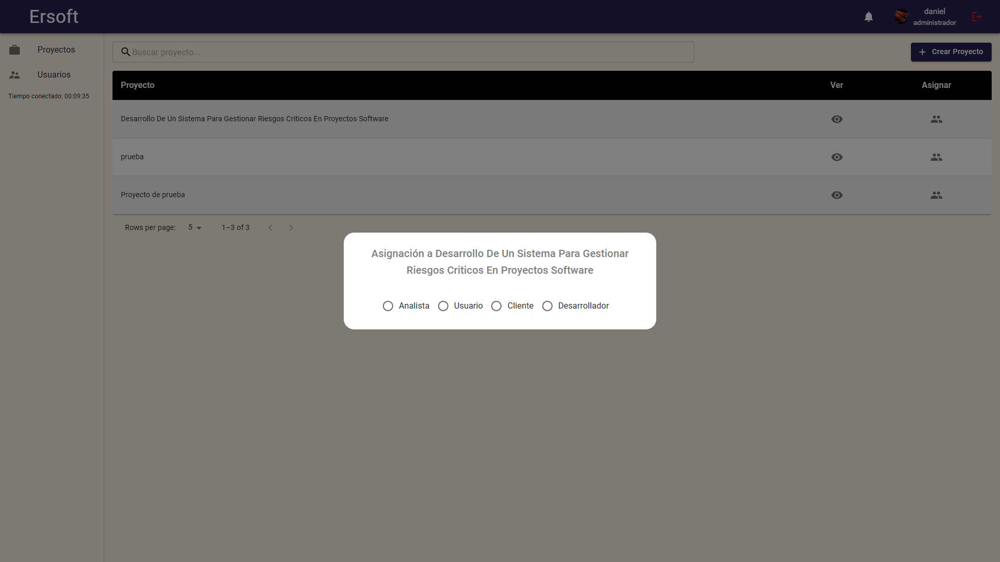 Ersoft
daniel
administrador
Proyectos
Usuarios
Tiempo conectado: 00:09:35
Buscar proyecto...
Crear Proyecto
Proyecto Ver Asignar
Desarrollo De Un Sistema Para Gestionar Riesgos Criticos En Proyectos Software
prueba
Proyecto de prueba
Rows per page: 5 1–3 of 3
Asignación a Desarrollo De Un Sistema Para Gestionar
Riesgos Criticos En Proyectos Software
Analista Usuario Cliente Desarrollador